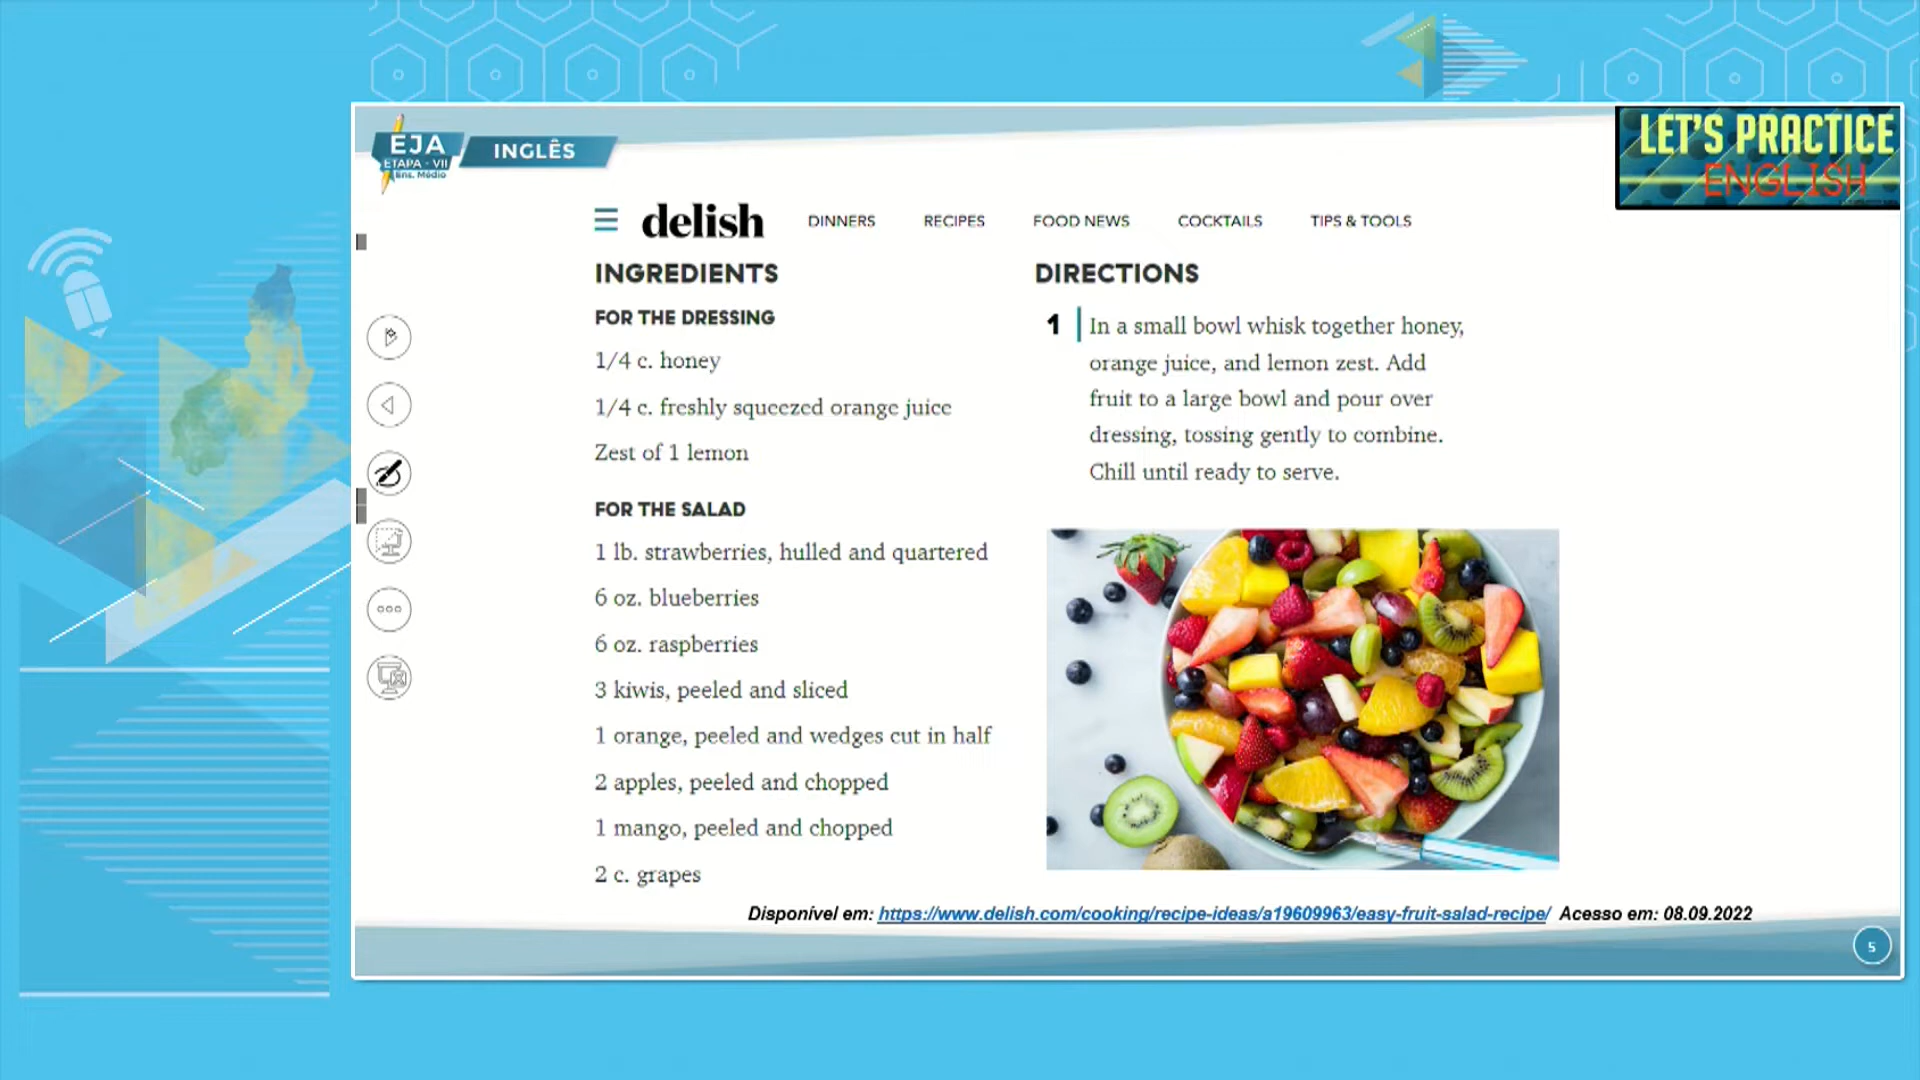 EJA
ETAPA - VII
Ens. Médio
INGLÊS
LET'S PRACTICE
ENGLISH
delish
DINNERS
RECIPES
FOOD NEWS
COCKTAILS
TIPS & TOOLS
INGREDIENTS
FOR THE DRESSING
1/4 c. honey
1/4 c. freshly squeezed orange juice
Zest of 1 lemon
FOR THE SALAD
1 lb. strawberries, hulled and quartered
6 oz. blueberries
6 oz. raspberries
3 kiwis, peeled and sliced
1 orange, peeled and wedges cut in half
2 apples, peeled and chopped
1 mango, peeled and chopped
2 c. grapes
DIRECTIONS
1 In a small bowl whisk together honey,
orange juice, and lemon zest. Add
fruit to a large bowl and pour over
dressing, tossing gently to combine.
Chill until ready to serve.
Disponível em: https://www.delish.com/cooking/recipe-ideas/a19609963/easy-fruit-salad-recipe/ Acesso em: 08.09.2022
5